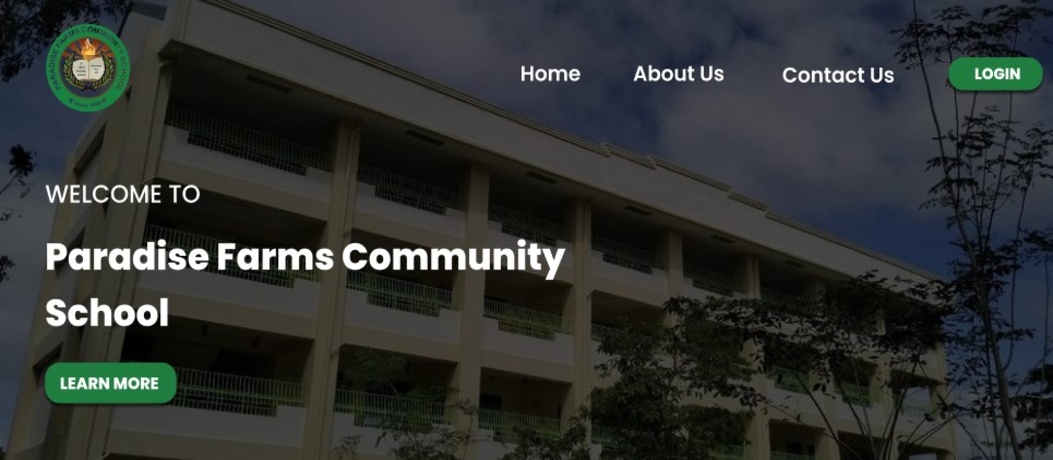 PARADISE FARMS COMMUNITY SCHOOL
Home
About Us
Contact Us
LOGIN
WELCOME TO
Paradise Farms Community
School
LEARN MORE